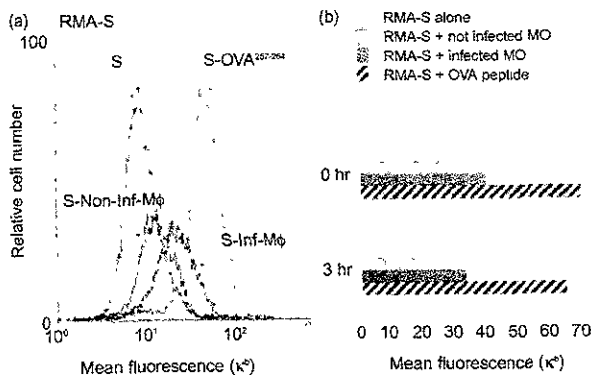 (a)
RMA-S
100
S
S-OVA²⁵⁷⁻²⁶⁴
S-Non-Inf-Mϕ
S-Inf-Mϕ
Relative cell number
0
10⁰
10¹
10²
Mean fluorescence (κᵇ)
(b)
RMA-S alone
RMA-S + not infected MO
RMA-S + infected MO
RMA-S + OVA peptide
0 hr
3 hr
0 10 20 30 40 50 60 70
Mean fluorescence (κᵇ)